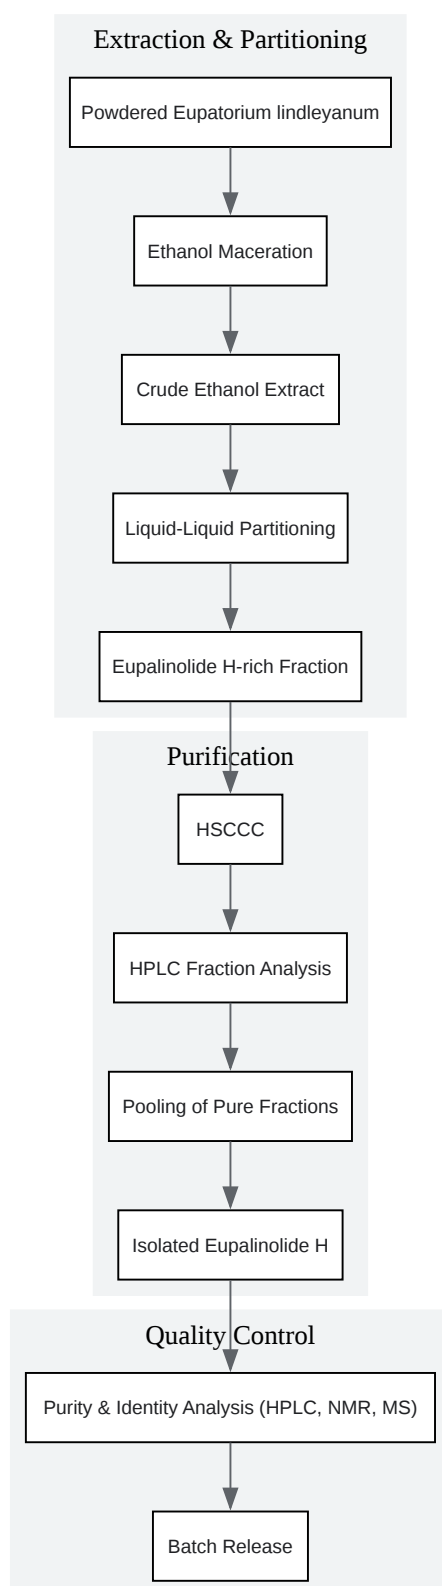 Extraction & Partitioning
Powdered Eupatorium lindleyanum
Ethanol Maceration
Crude Ethanol Extract
Liquid-Liquid Partitioning
Eupalinolide H-rich Fraction
Purification
HSCCC
HPLC Fraction Analysis
Pooling of Pure Fractions
Isolated Eupalinolide H
Quality Control
Purity & Identity Analysis (HPLC, NMR, MS)
Batch Release